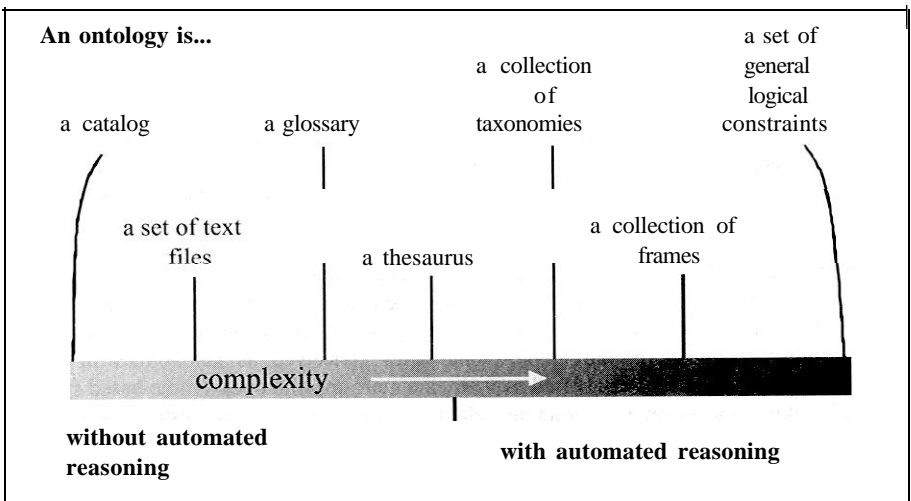 An ontology is...
a set of
general
logical
constraints
a collection
of
taxonomies
a catalog
a glossary
a set of text
files
a thesaurus
a collection of
frames
complexity
without automated
reasoning
with automated reasoning